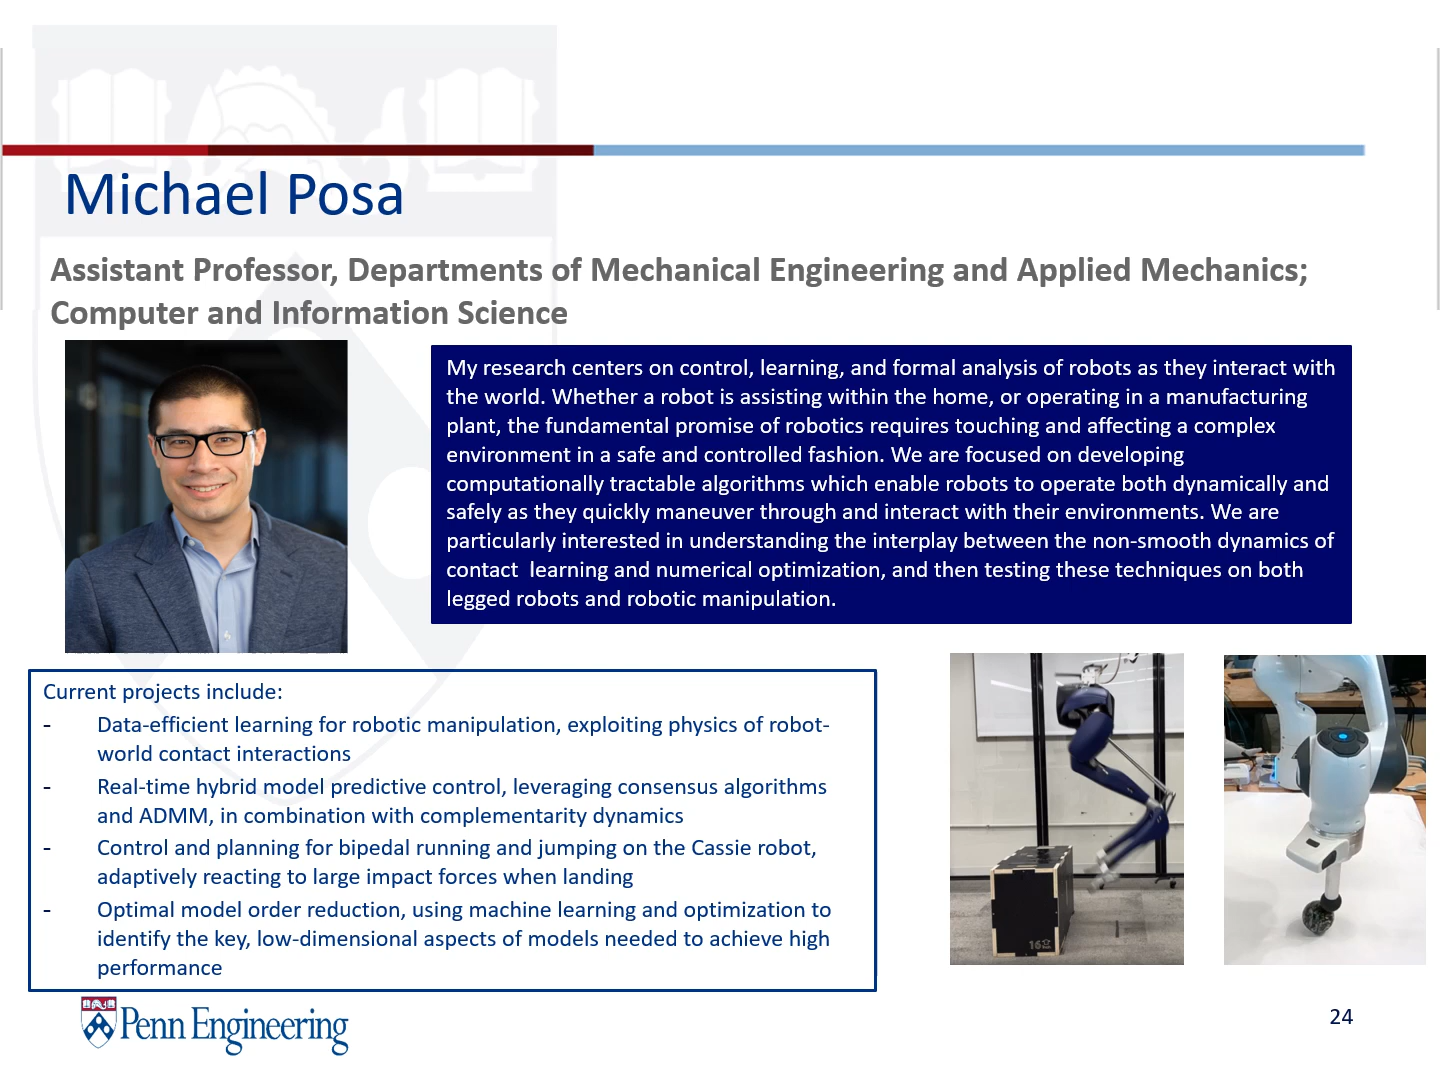 Michael Posa
Assistant Professor, Departments of Mechanical Engineering and Applied Mechanics;
Computer and Information Science
My research centers on control, learning, and formal analysis of robots as they interact with
the world. Whether a robot is assisting within the home, or operating in a manufacturing
plant, the fundamental promise of robotics requires touching and affecting a complex
environment in a safe and controlled fashion. We are focused on developing
computationally tractable algorithms which enable robots to operate both dynamically and
safely as they quickly maneuver through and interact with their environments. We are
particularly interested in understanding the interplay between the non-smooth dynamics of
contact  learning and numerical optimization, and then testing these techniques on both
legged robots and robotic manipulation.
Current projects include:
- Data-efficient learning for robotic manipulation, exploiting physics of robot-
world contact interactions
- Real-time hybrid model predictive control, leveraging consensus algorithms
and ADMM, in combination with complementarity dynamics
- Control and planning for bipedal running and jumping on the Cassie robot,
adaptively reacting to large impact forces when landing
- Optimal model order reduction, using machine learning and optimization to
identify the key, low-dimensional aspects of models needed to achieve high
performance
16
Penn Engineering
24